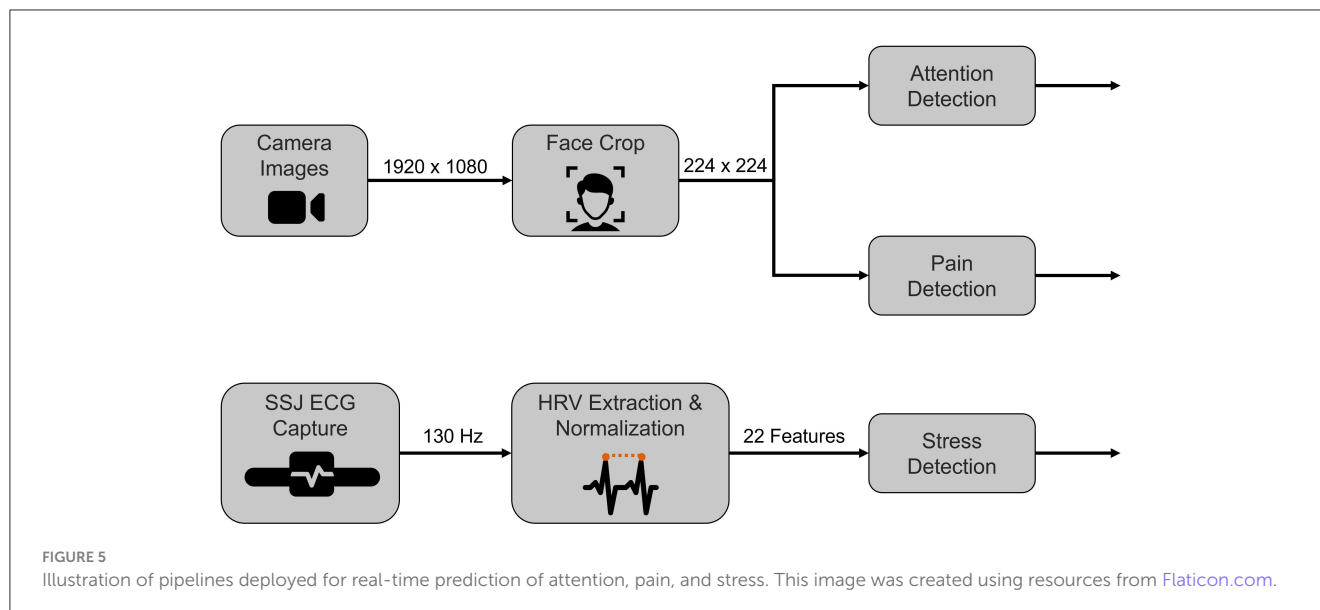 Camera
Images
1920 x 1080
Face Crop
224 x 224
Attention
Detection
Pain
Detection
SSJ ECG
Capture
130 Hz
HRV Extraction &
Normalization
22 Features
Stress
Detection
FIGURE 5
Illustration of pipelines deployed for real-time prediction of attention, pain, and stress. This image was created using resources from Flaticon.com.